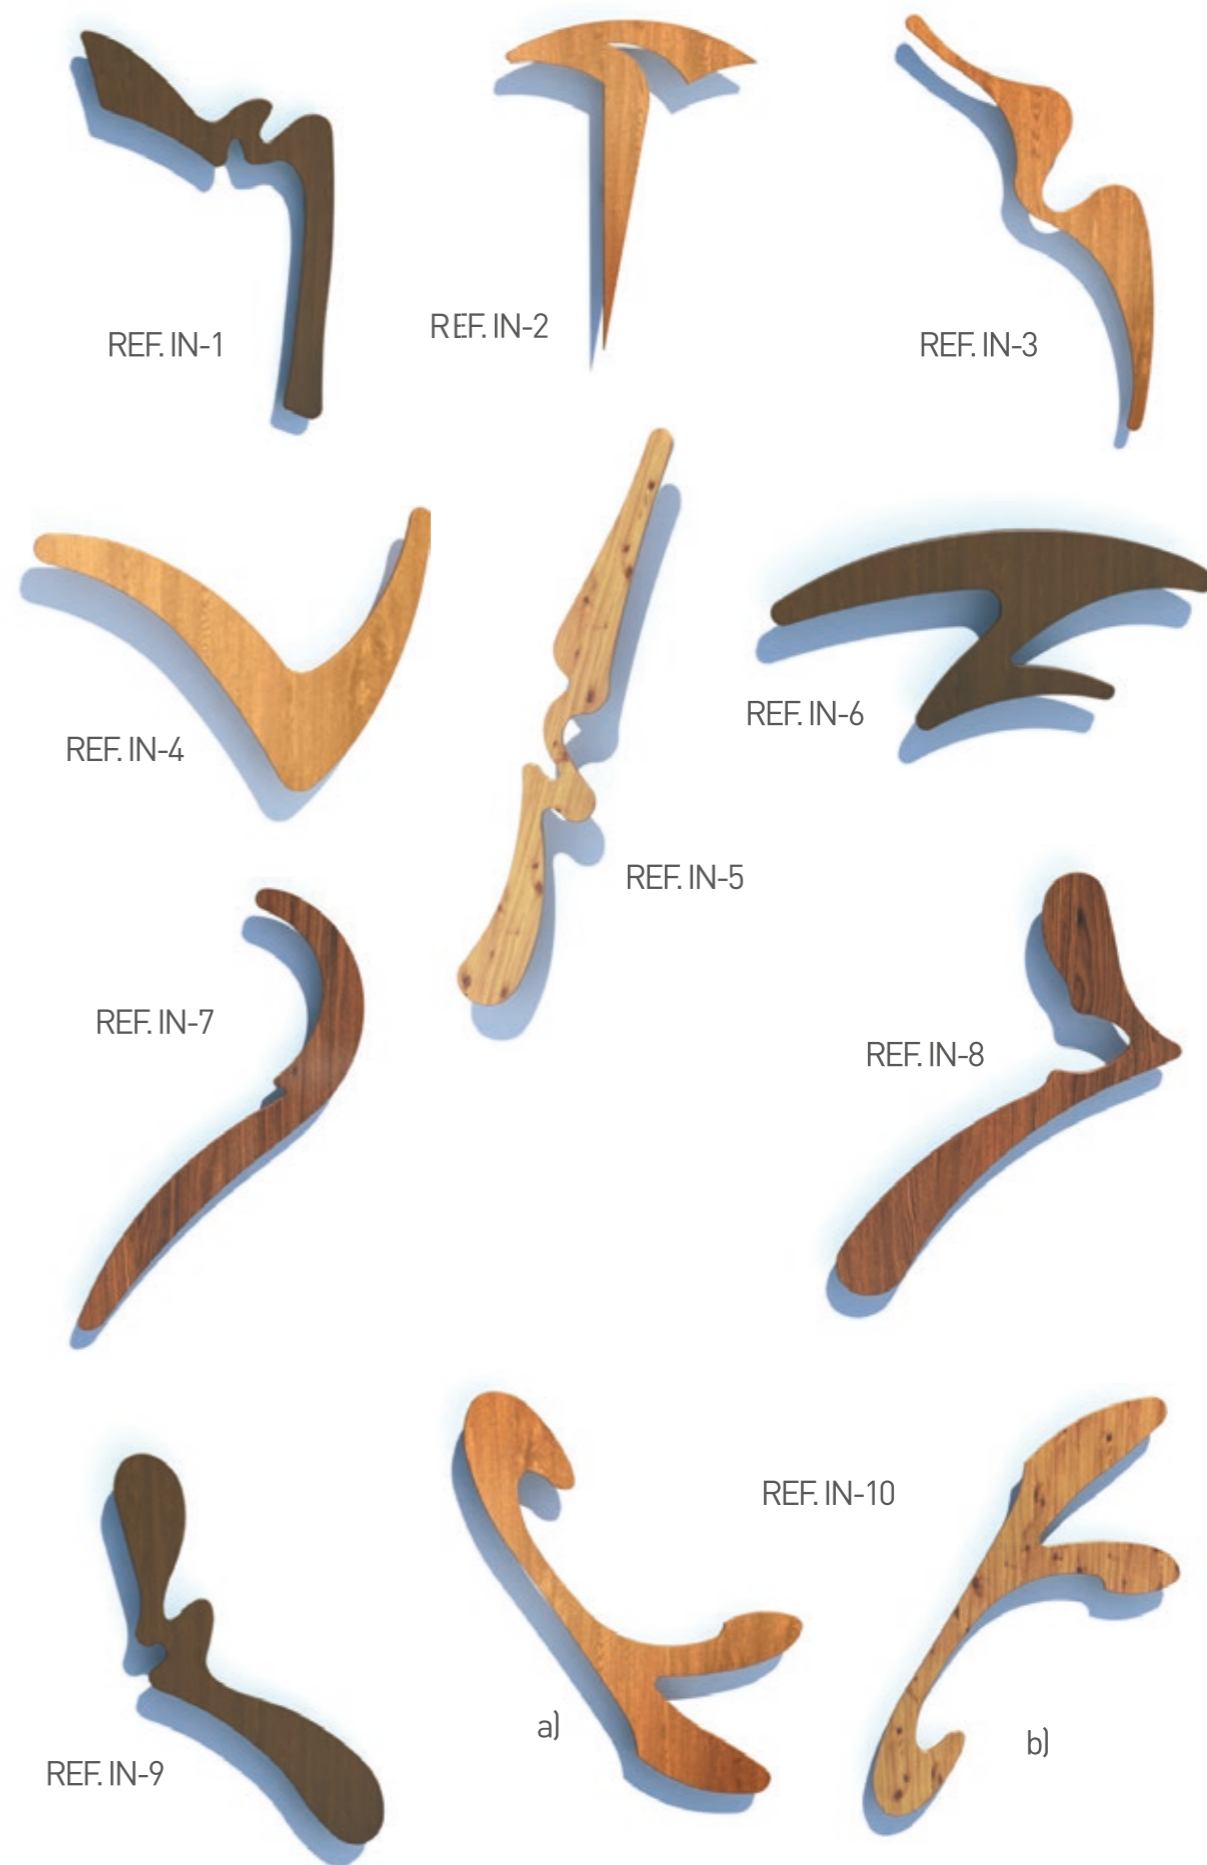 REF. IN-1
REF. IN-2
REF. IN-3
REF. IN-4
REF. IN-5
REF. IN-6
REF. IN-7
REF. IN-8
REF. IN-9
REF. IN-10
a)
b)